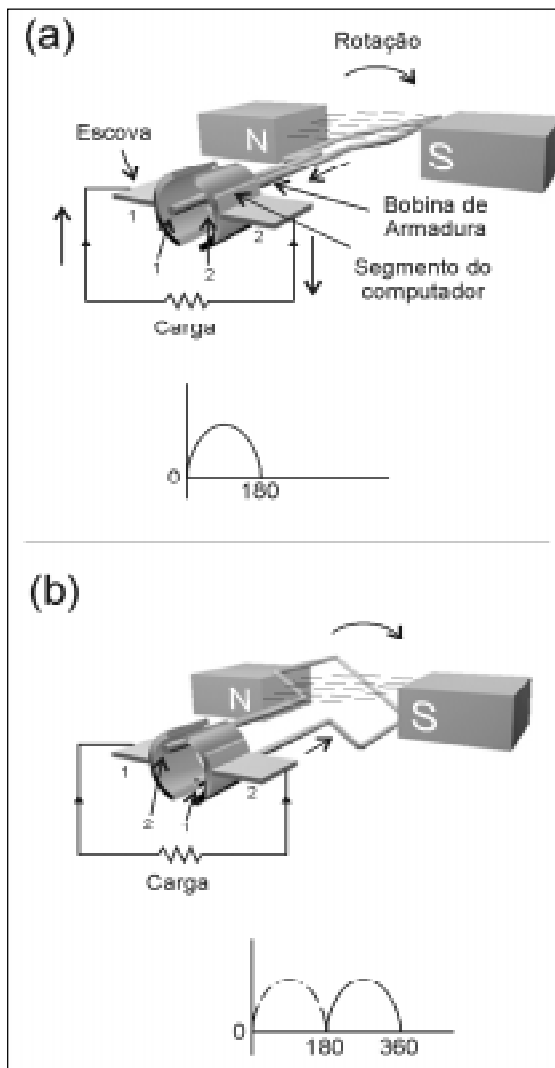 (a)
Rotação
N
S
Escova
1
2
1
2
Bobina de
Armadura
Segmento do
computador
Carga
0
180
(b)
N
S
1
2
2
Carga
0
180
360